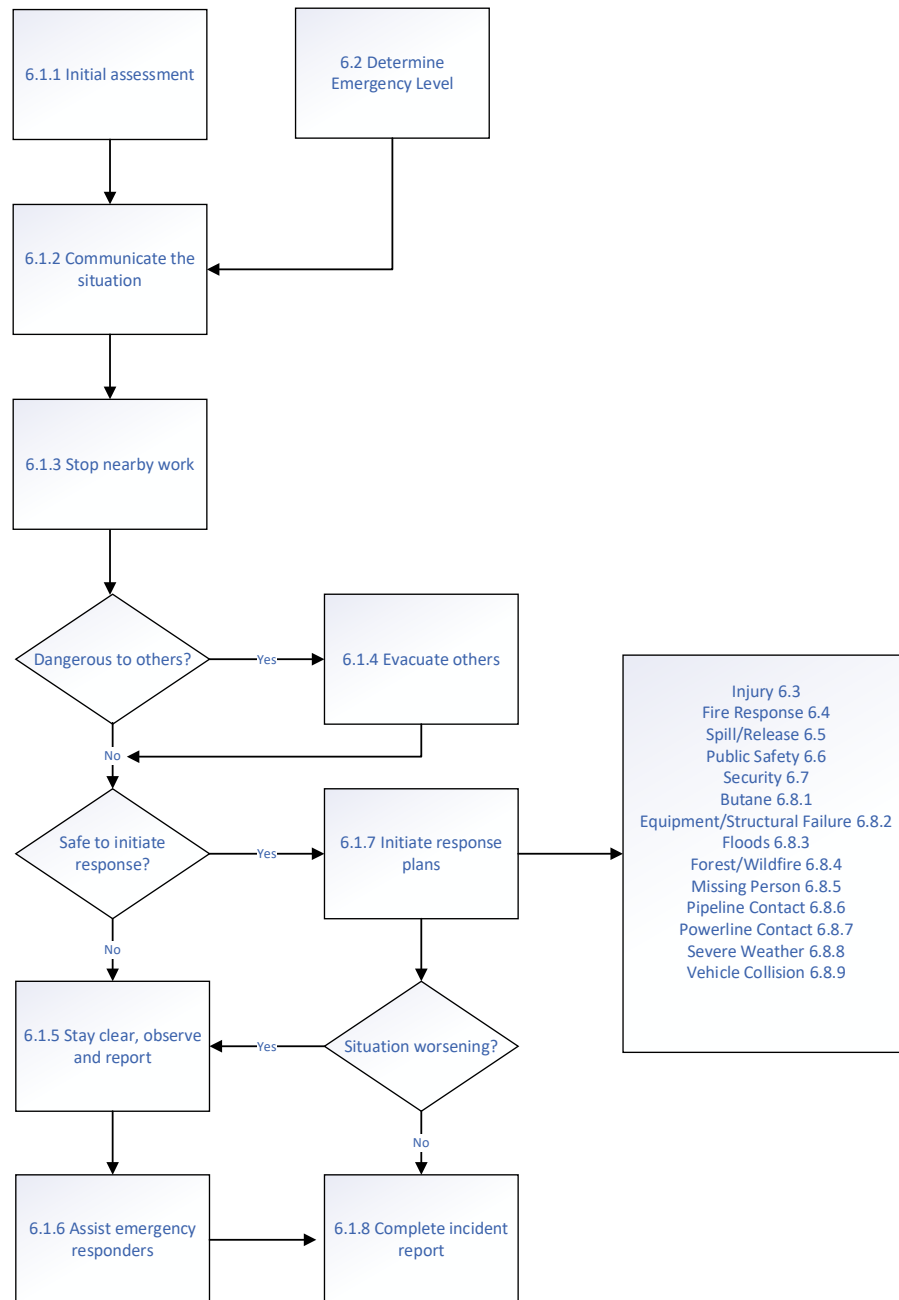 6.1.1 Initial assessment
6.2 Determine
Emergency Level
6.1.2 Communicate the
situation
6.1.3 Stop nearby work
Dangerous to others?
Yes
6.1.4 Evacuate others
No
Safe to initiate
response?
Yes
6.1.7 Initiate response
plans
Injury 6.3
Fire Response 6.4
Spill/Release 6.5
Public Safety 6.6
Security 6.7
Butane 6.8.1
Equipment/Structural Failure 6.8.2
Floods 6.8.3
Forest/Wildfire 6.8.4
Missing Person 6.8.5
Pipeline Contact 6.8.6
Powerline Contact 6.8.7
Severe Weather 6.8.8
Vehicle Collision 6.8.9
No
6.1.5 Stay clear, observe
and report
Yes
Situation worsening?
No
6.1.6 Assist emergency
responders
6.1.8 Complete incident
report